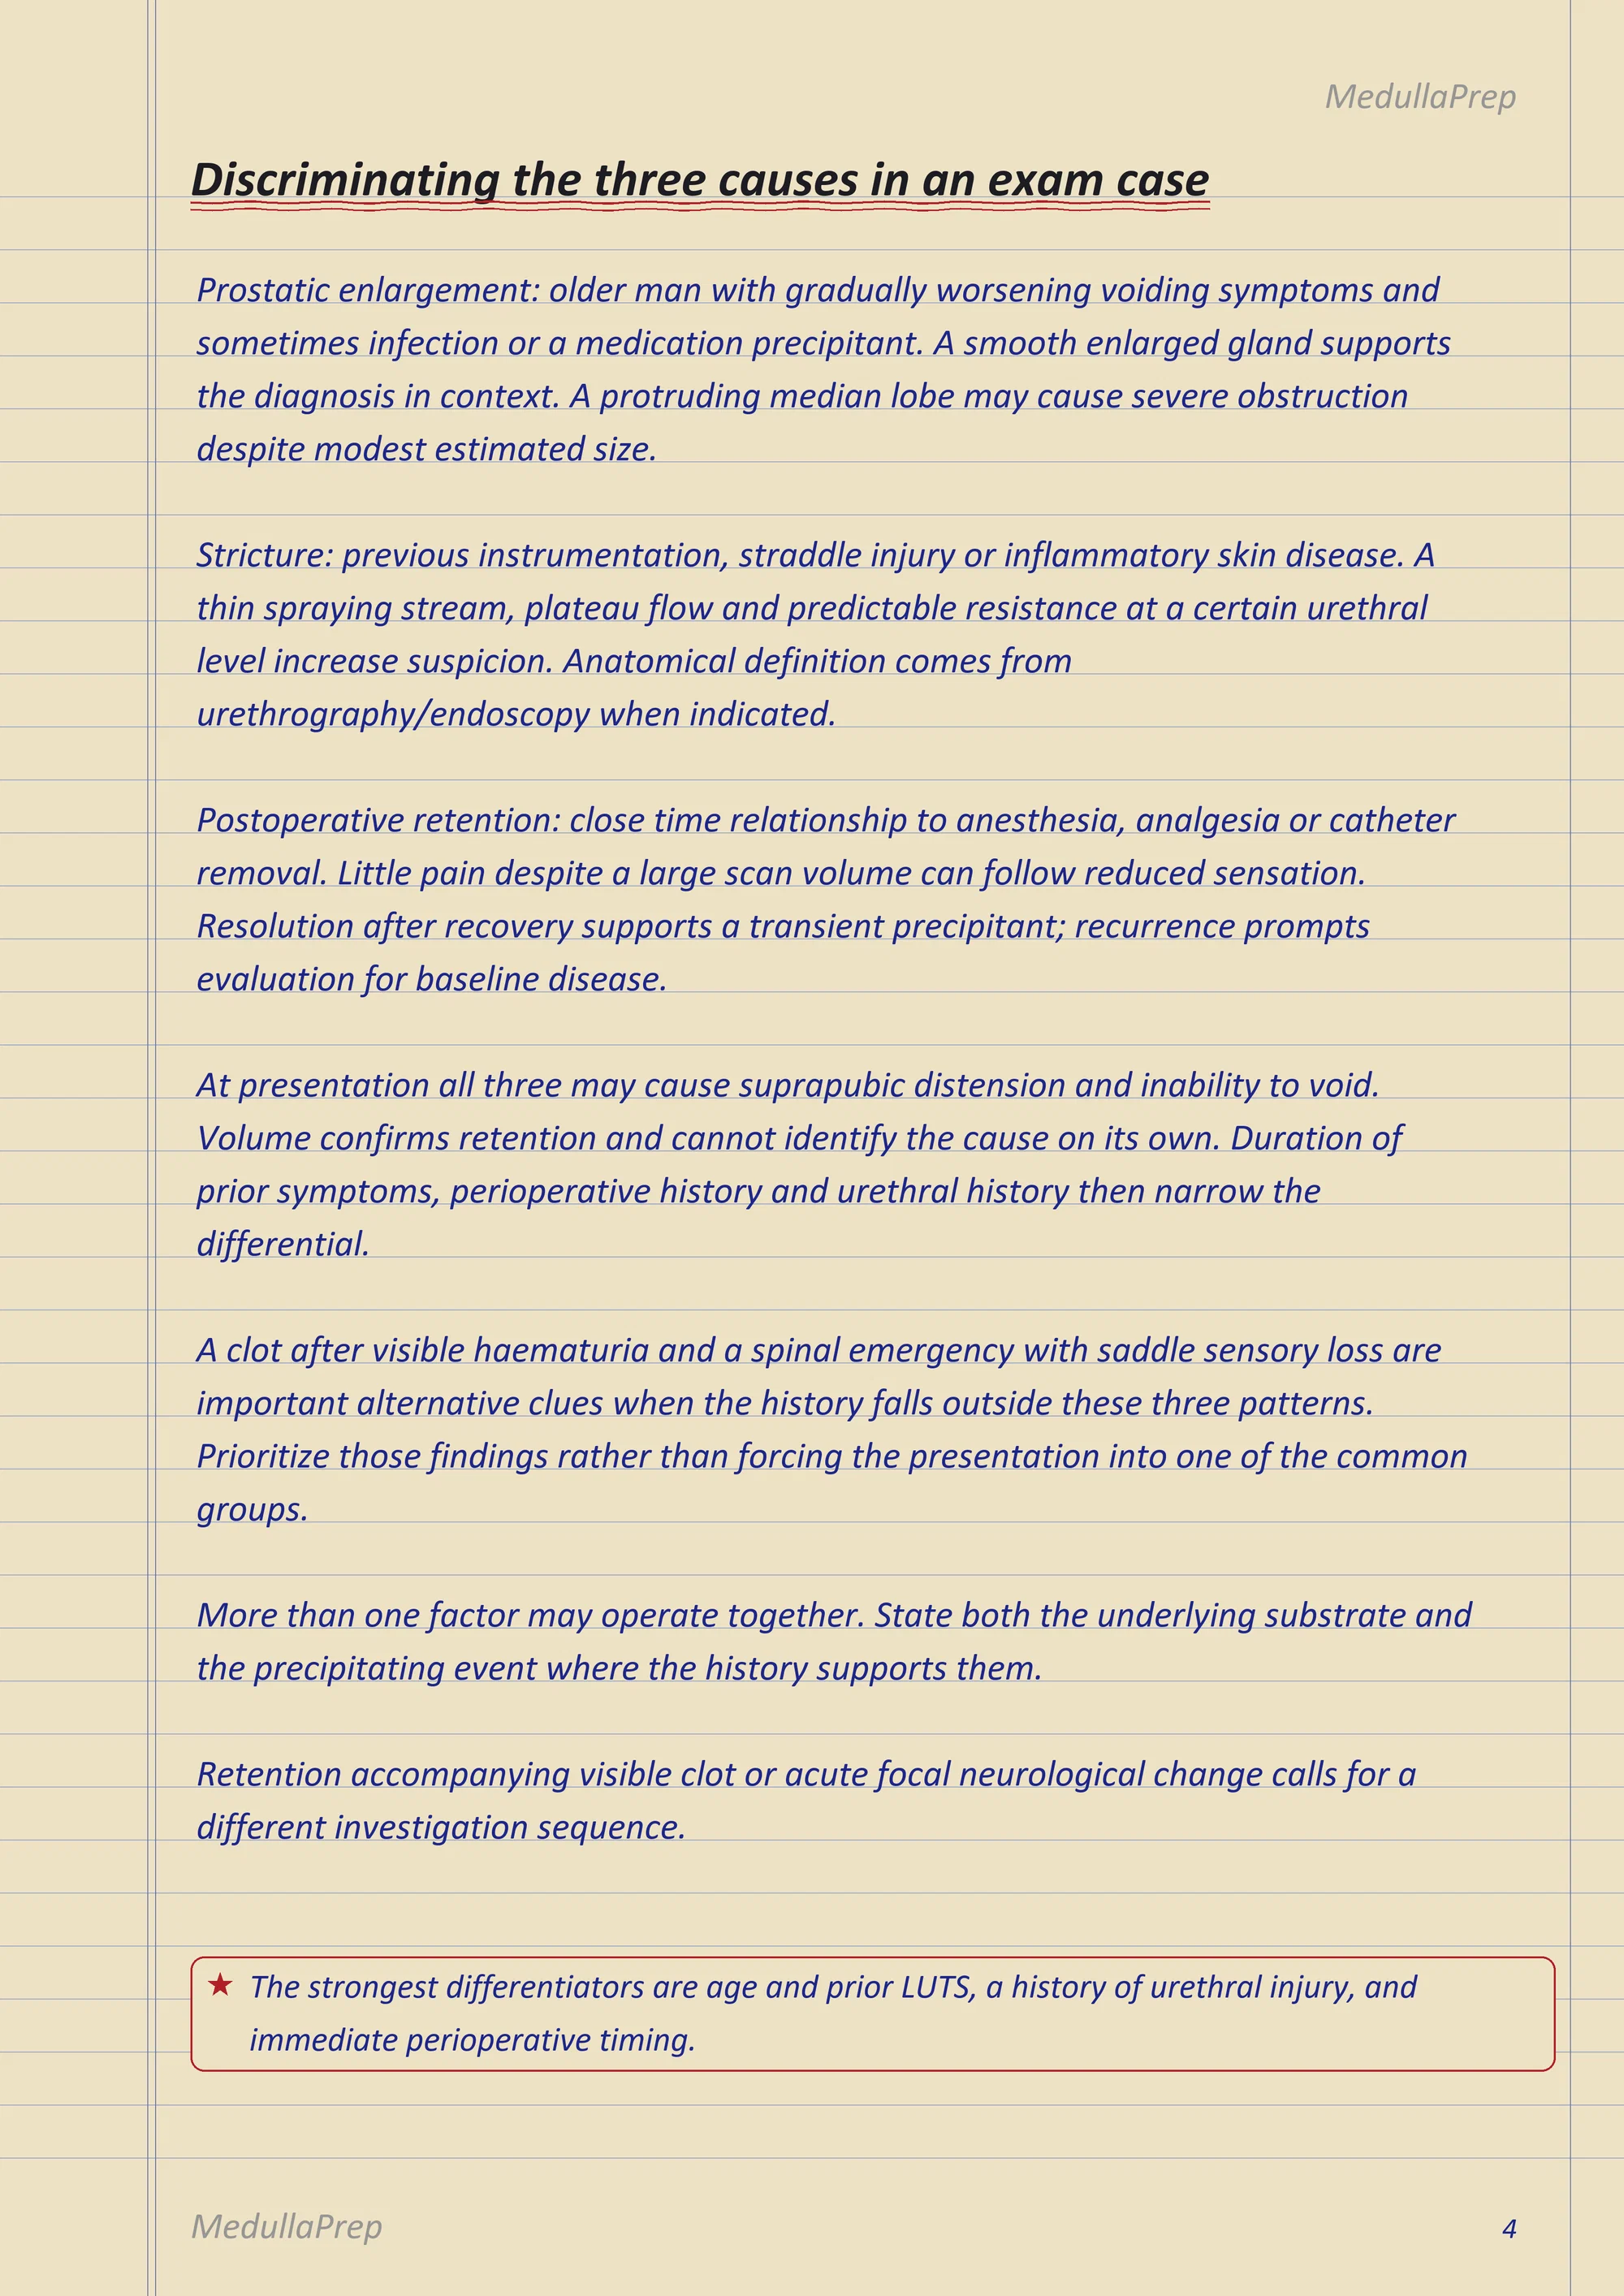 MedullaPrep
Discriminating the three causes in an exam case
Prostatic enlargement: older man with gradually worsening voiding symptoms and
sometimes infection or a medication precipitant. A smooth enlarged gland supports
the diagnosis in context. A protruding median lobe may cause severe obstruction
despite modest estimated size.
Stricture: previous instrumentation, straddle injury or inflammatory skin disease. A
thin spraying stream, plateau flow and predictable resistance at a certain urethral
level increase suspicion. Anatomical definition comes from
urethrography/endoscopy when indicated.
Postoperative retention: close time relationship to anesthesia, analgesia or catheter
removal. Little pain despite a large scan volume can follow reduced sensation.
Resolution after recovery supports a transient precipitant; recurrence prompts
evaluation for baseline disease.
At presentation all three may cause suprapubic distension and inability to void.
Volume confirms retention and cannot identify the cause on its own. Duration of
prior symptoms, perioperative history and urethral history then narrow the
differential.
A clot after visible haematuria and a spinal emergency with saddle sensory loss are
important alternative clues when the history falls outside these three patterns.
Prioritize those findings rather than forcing the presentation into one of the common
groups.
More than one factor may operate together. State both the underlying substrate and
the precipitating event where the history supports them.
Retention accompanying visible clot or acute focal neurological change calls for a
different investigation sequence.
★ The strongest differentiators are age and prior LUTS, a history of urethral injury, and
immediate perioperative timing.
MedullaPrep
4